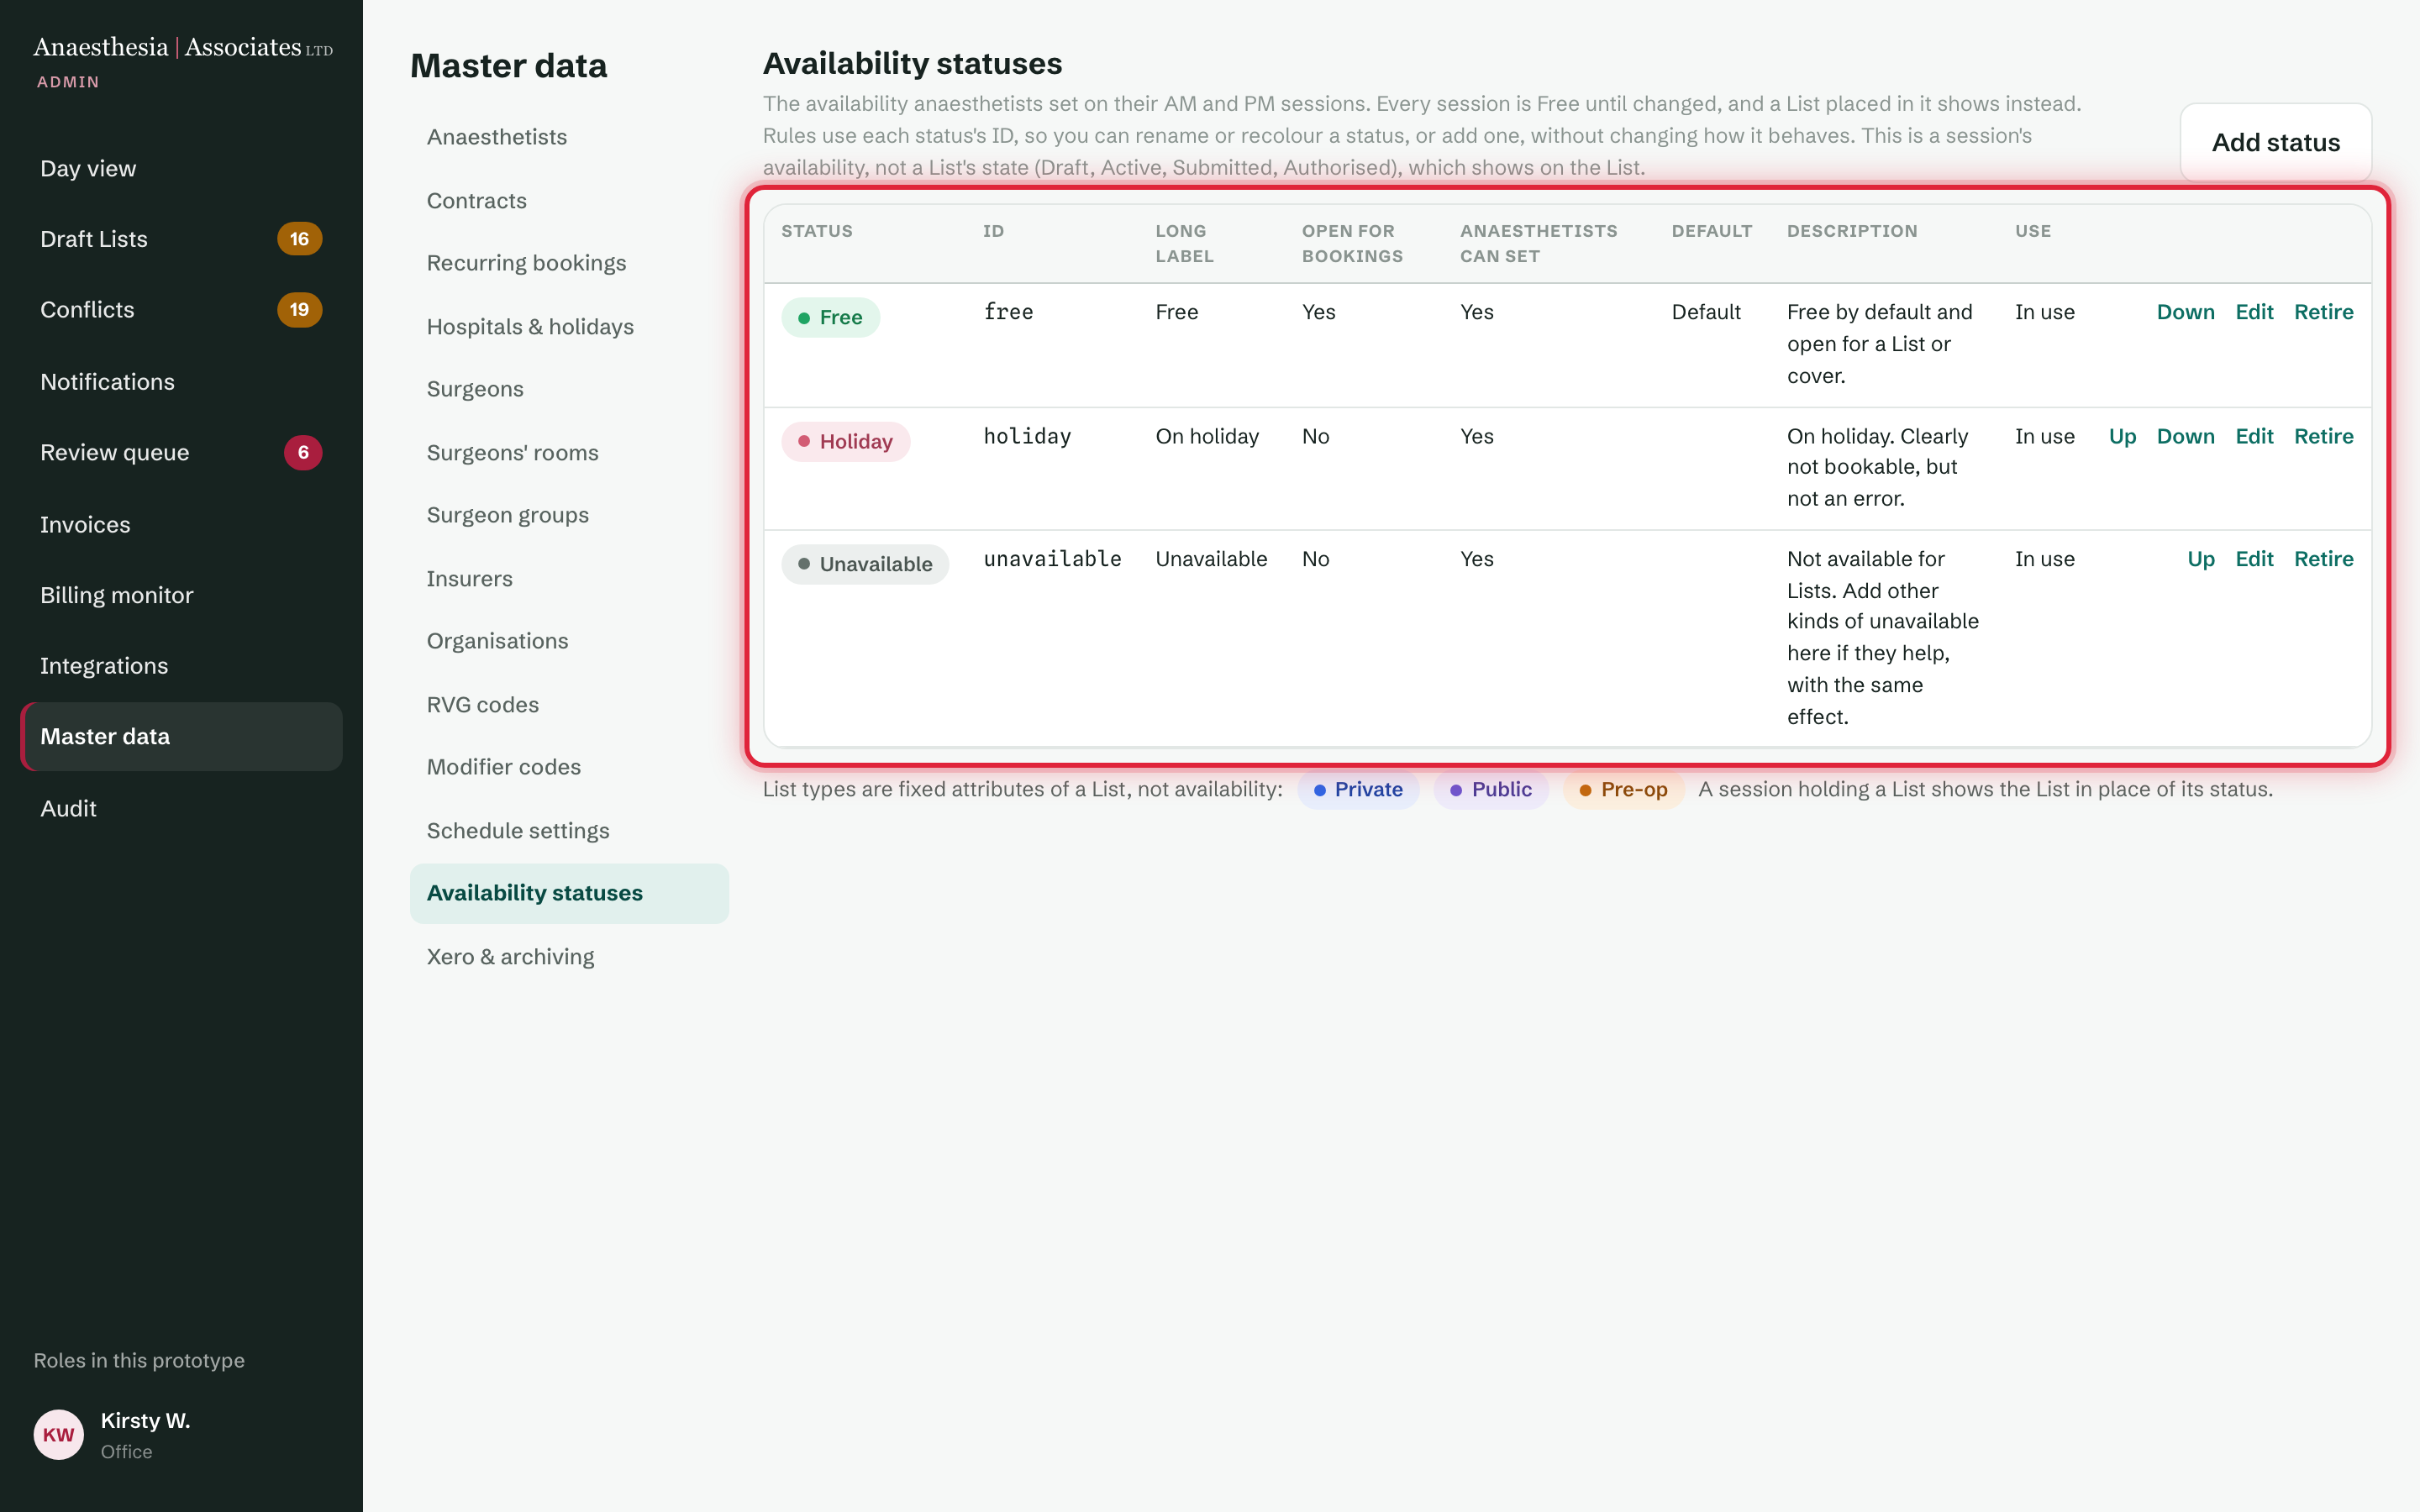 Anaesthesia | Associates LTD
ADMIN
Day view
Draft Lists 16
Conflicts 19
Notifications
Review queue 6
Invoices
Billing monitor
Integrations
Master data
Audit
Roles in this prototype
KW Kirsty W.
Office
Master data
Anaesthetists
Contracts
Recurring bookings
Hospitals & holidays
Surgeons
Surgeons' rooms
Surgeon groups
Insurers
Organisations
RVG codes
Modifier codes
Schedule settings
Availability statuses
Xero & archiving
Availability statuses
The availability anaesthetists set on their AM and PM sessions. Every session is Free until changed, and a List placed in it shows instead.
Rules use each status's ID, so you can rename or recolour a status, or add one, without changing how it behaves. This is a session's
availability, not a List's state (Draft, Active, Submitted, Authorised), which shows on the List.
Add status
STATUS ID LONG LABEL OPEN FOR BOOKINGS ANAESTHETISTS CAN SET DEFAULT DESCRIPTION USE
Free free Free Yes Yes Default Free by default and In use Down Edit Retire
open for a List or
cover.
Holiday holiday On holiday No Yes On holiday. Clearly In use Up Down Edit Retire
not bookable, but
not an error.
Unavailable unavailable Unavailable No Yes Not available for In use Up Edit Retire
Lists. Add other
kinds of unavailable
here if they help,
with the same
effect.
List types are fixed attributes of a List, not availability: Private Public Pre-op A session holding a List shows the List in place of its status.